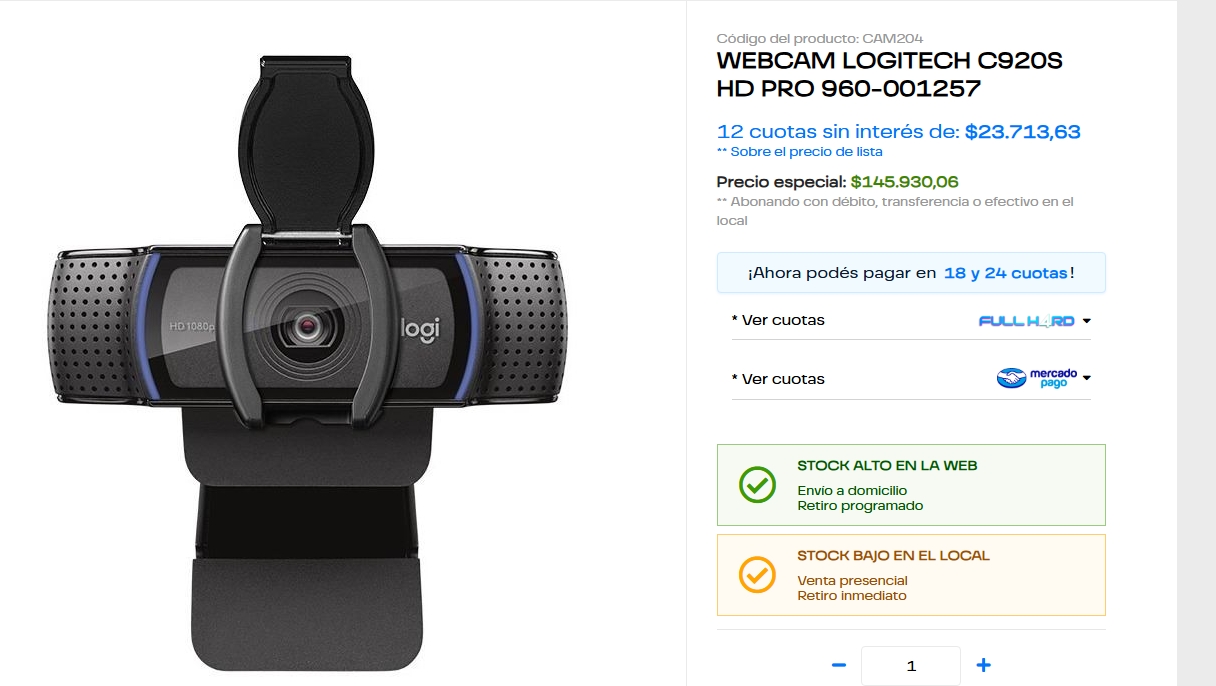 HD 1080p
logi
Código del producto: CAM204
WEBCAM LOGITECH C920S
HD PRO 960-001257
12 cuotas sin interés de: $23.713,63
** Sobre el precio de lista
Precio especial: $145.930,06
** Abonando con débito, transferencia o efectivo en el
local
¡Ahora podés pagar en 18 y 24 cuotas!
* Ver cuotas FULL H4RD
* Ver cuotas mercado
pago
STOCK ALTO EN LA WEB
Envío a domicilio
Retiro programado
STOCK BAJO EN EL LOCAL
Venta presencial
Retiro inmediato
− 1 +